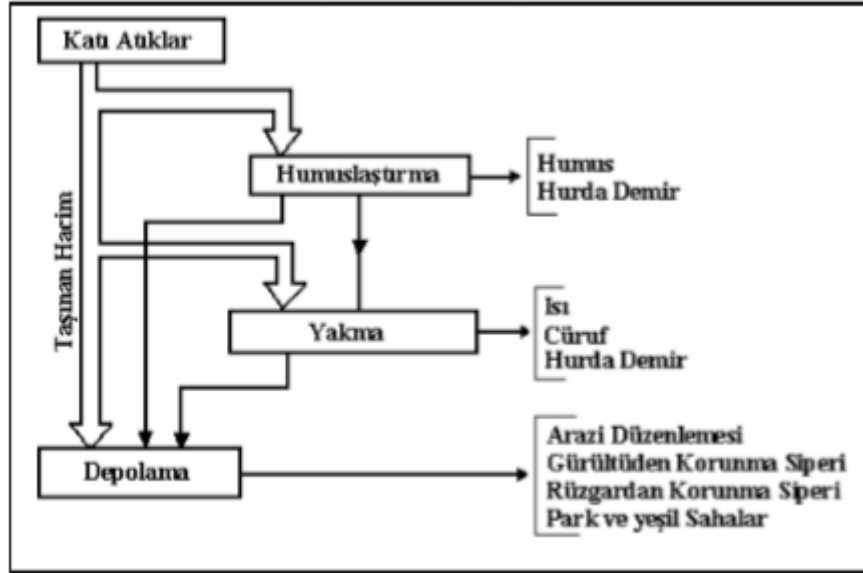 Katı Atıklar
Taşınan Hacim
Humuslaştırma
Humus
Hurda Demir
Yakma
Isı
Cüruf
Hurda Demir
Depolama
Arazi Düzenlemesi
Gürültüden Korunma Siperi
Rüzgardan Korunma Siperi
Park ve yeşil Sahalar